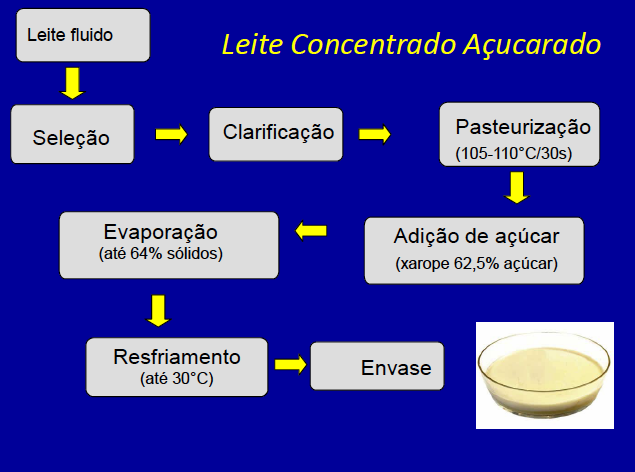 Leite fluido
Leite Concentrado Açucarado
Seleção
Clarificação
Pasteurização
(105-110°C/30s)
Adição de açúcar
(xarope 62,5% açúcar)
Evaporação
(até 64% sólidos)
Resfriamento
(até 30°C)
Envase